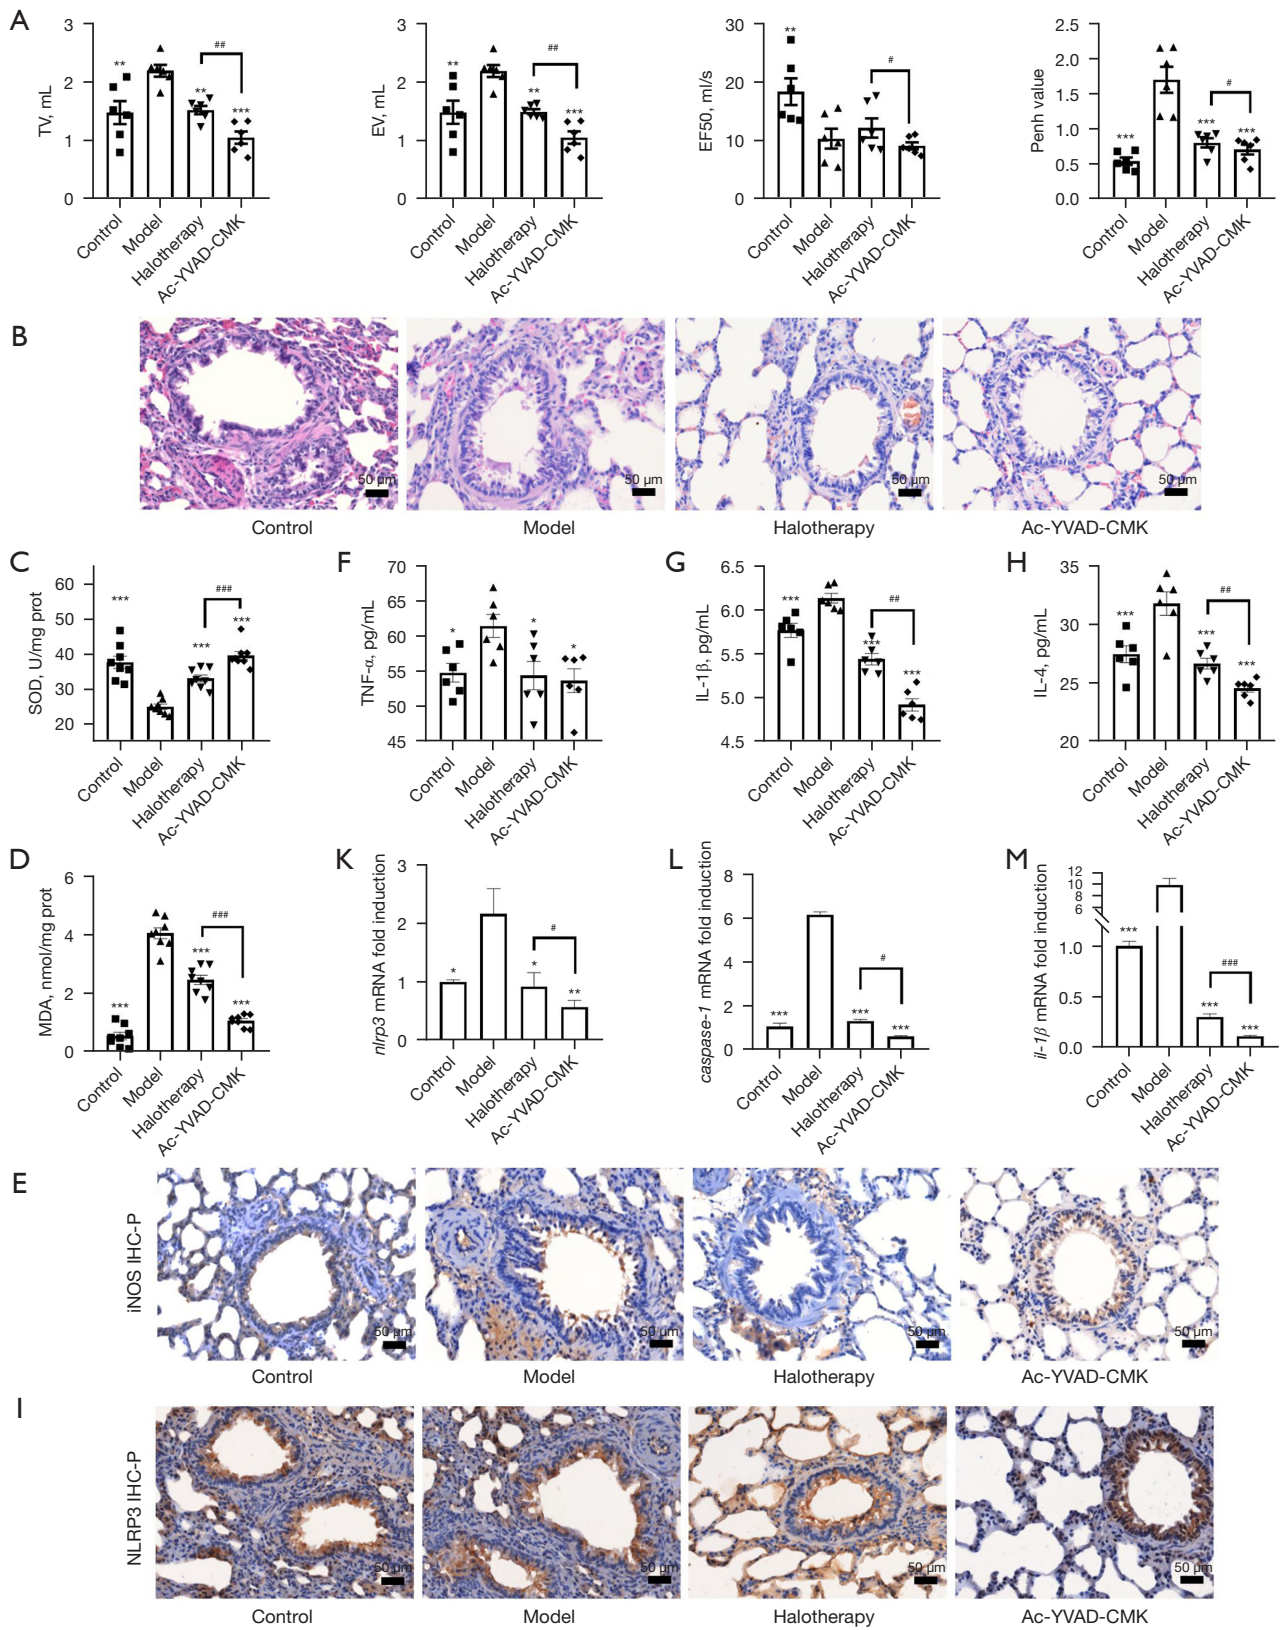 A
TV, mL
3
2
1
0
**
**
***
##
Control
Model
Halotherapy
Ac-YVAD-CMK
EV, mL
3
2
1
0
**
**
***
##
Control
Model
Halotherapy
Ac-YVAD-CMK
EF50, ml/s
30
20
10
0
**
#
Control
Model
Halotherapy
Ac-YVAD-CMK
Penh value
2.5
2.0
1.5
1.0
0.5
0.0
***
***
***
#
Control
Model
Halotherapy
Ac-YVAD-CMK
B
50 μm
50 μm
50 μm
50 μm
Control
Model
Halotherapy
Ac-YVAD-CMK
C
SOD, U/mg prot
60
50
40
30
20
***
***
***
###
Control
Model
Halotherapy
Ac-YVAD-CMK
F
TNF-α, pg/mL
70
65
60
55
50
45
*
*
*
Control
Model
Halotherapy
Ac-YVAD-CMK
G
IL-1β, pg/mL
6.5
6.0
5.5
5.0
4.5
***
***
***
##
Control
Model
Halotherapy
Ac-YVAD-CMK
H
IL-4, pg/mL
35
30
25
20
***
***
***
##
Control
Model
Halotherapy
Ac-YVAD-CMK
D
MDA, nmol/mg prot
6
4
2
0
***
***
***
###
Control
Model
Halotherapy
Ac-YVAD-CMK
K
nlrp3 mRNA fold induction
3
2
1
0
*
*
**
#
Control
Model
Halotherapy
Ac-YVAD-CMK
L
caspase-1 mRNA fold induction
8
6
4
2
0
***
***
***
#
Control
Model
Halotherapy
Ac-YVAD-CMK
M
il-1β mRNA fold induction
12
10
8
6
1.0
0.5
0.0
***
***
***
###
Control
Model
Halotherapy
Ac-YVAD-CMK
E
iNOS IHC-P
50 μm
50 μm
50 μm
50 μm
Control
Model
Halotherapy
Ac-YVAD-CMK
I
NLRP3 IHC-P
50 μm
50 μm
50 μm
50 μm
Control
Model
Halotherapy
Ac-YVAD-CMK